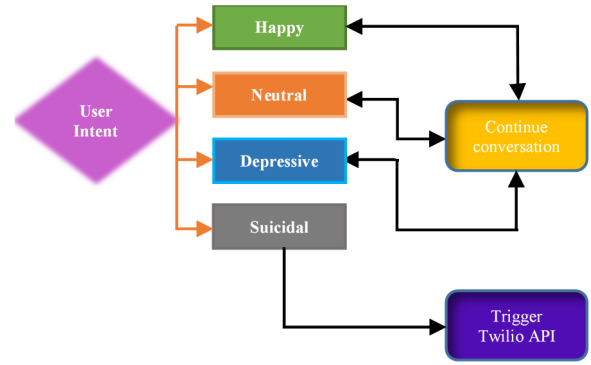 Happy
User
Intent
Neutral
Continue
conversation
Depressive
Suicidal
Trigger
Twilio API